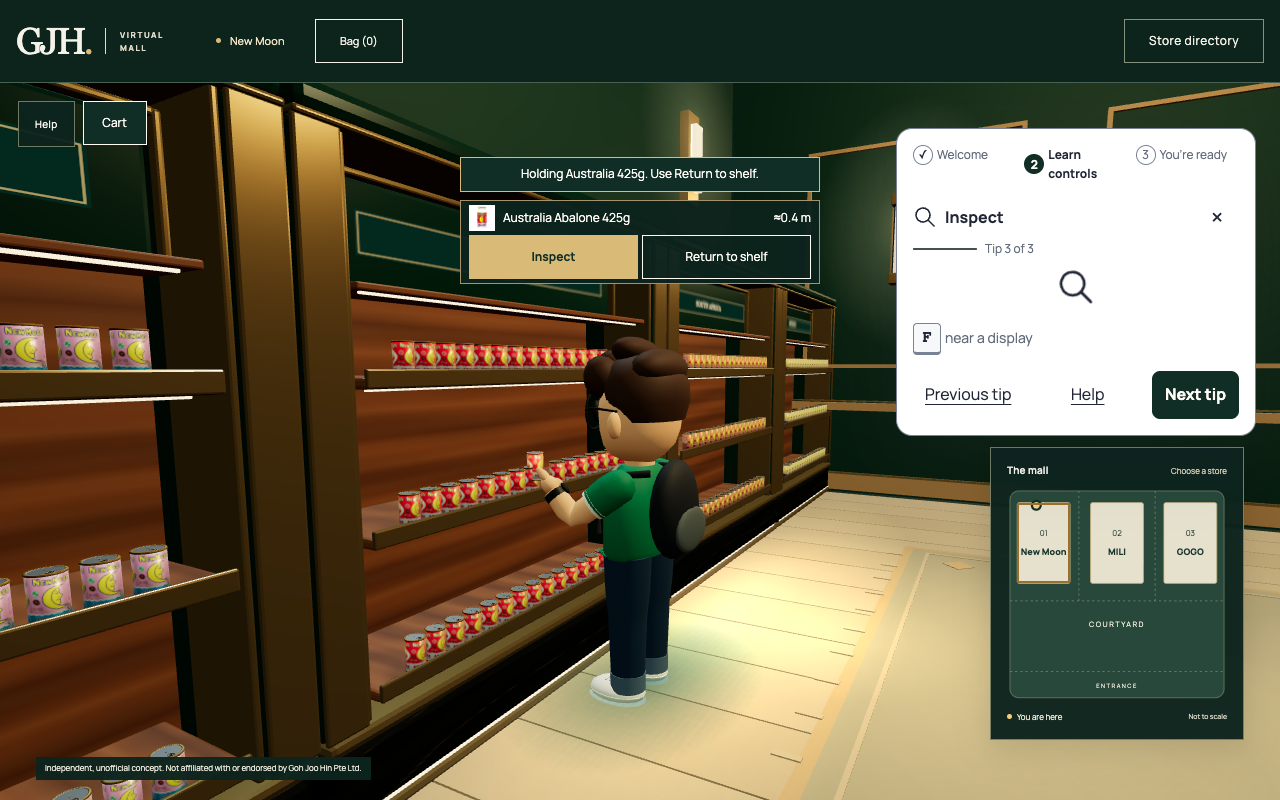 GJH.
VIRTUAL
MALL
New Moon
Bag (0)
Store directory
Help
Cart
Holding Australia 425g. Use Return to shelf.
Australia Abalone 425g
≈0.4 m
Inspect
Return to shelf
✓ Welcome
2 Learn
controls
3 You're ready
Inspect
×
Tip 3 of 3
F near a display
Previous tip
Help
Next tip
SOUTH AFRICA
The mall
Choose a store
01
New Moon
02
MILI
03
GOGO
COURTYARD
ENTRANCE
You are here
Not to scale
Independent, unofficial concept. Not affiliated with or endorsed by Goh Joo Hin Pte Ltd.